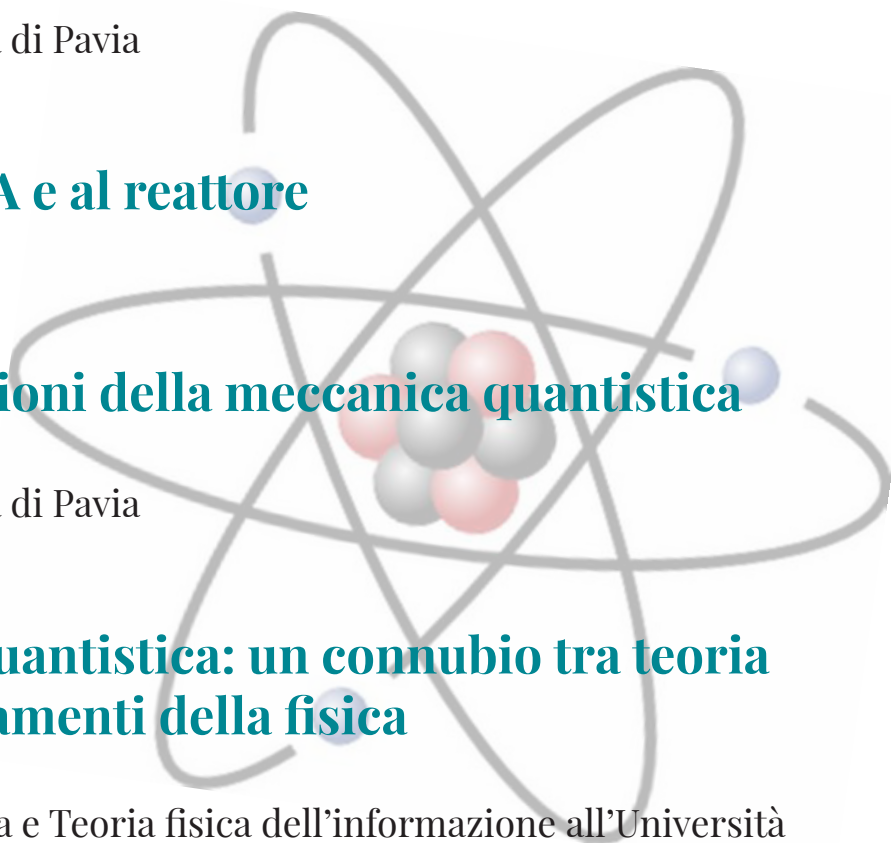 di Pavia
A e al reattore
ioni della meccanica quantistica
di Pavia
uantistica: un connubio tra teoria
amenti della fisica
a e Teoria fisica dell’informazione all’Università